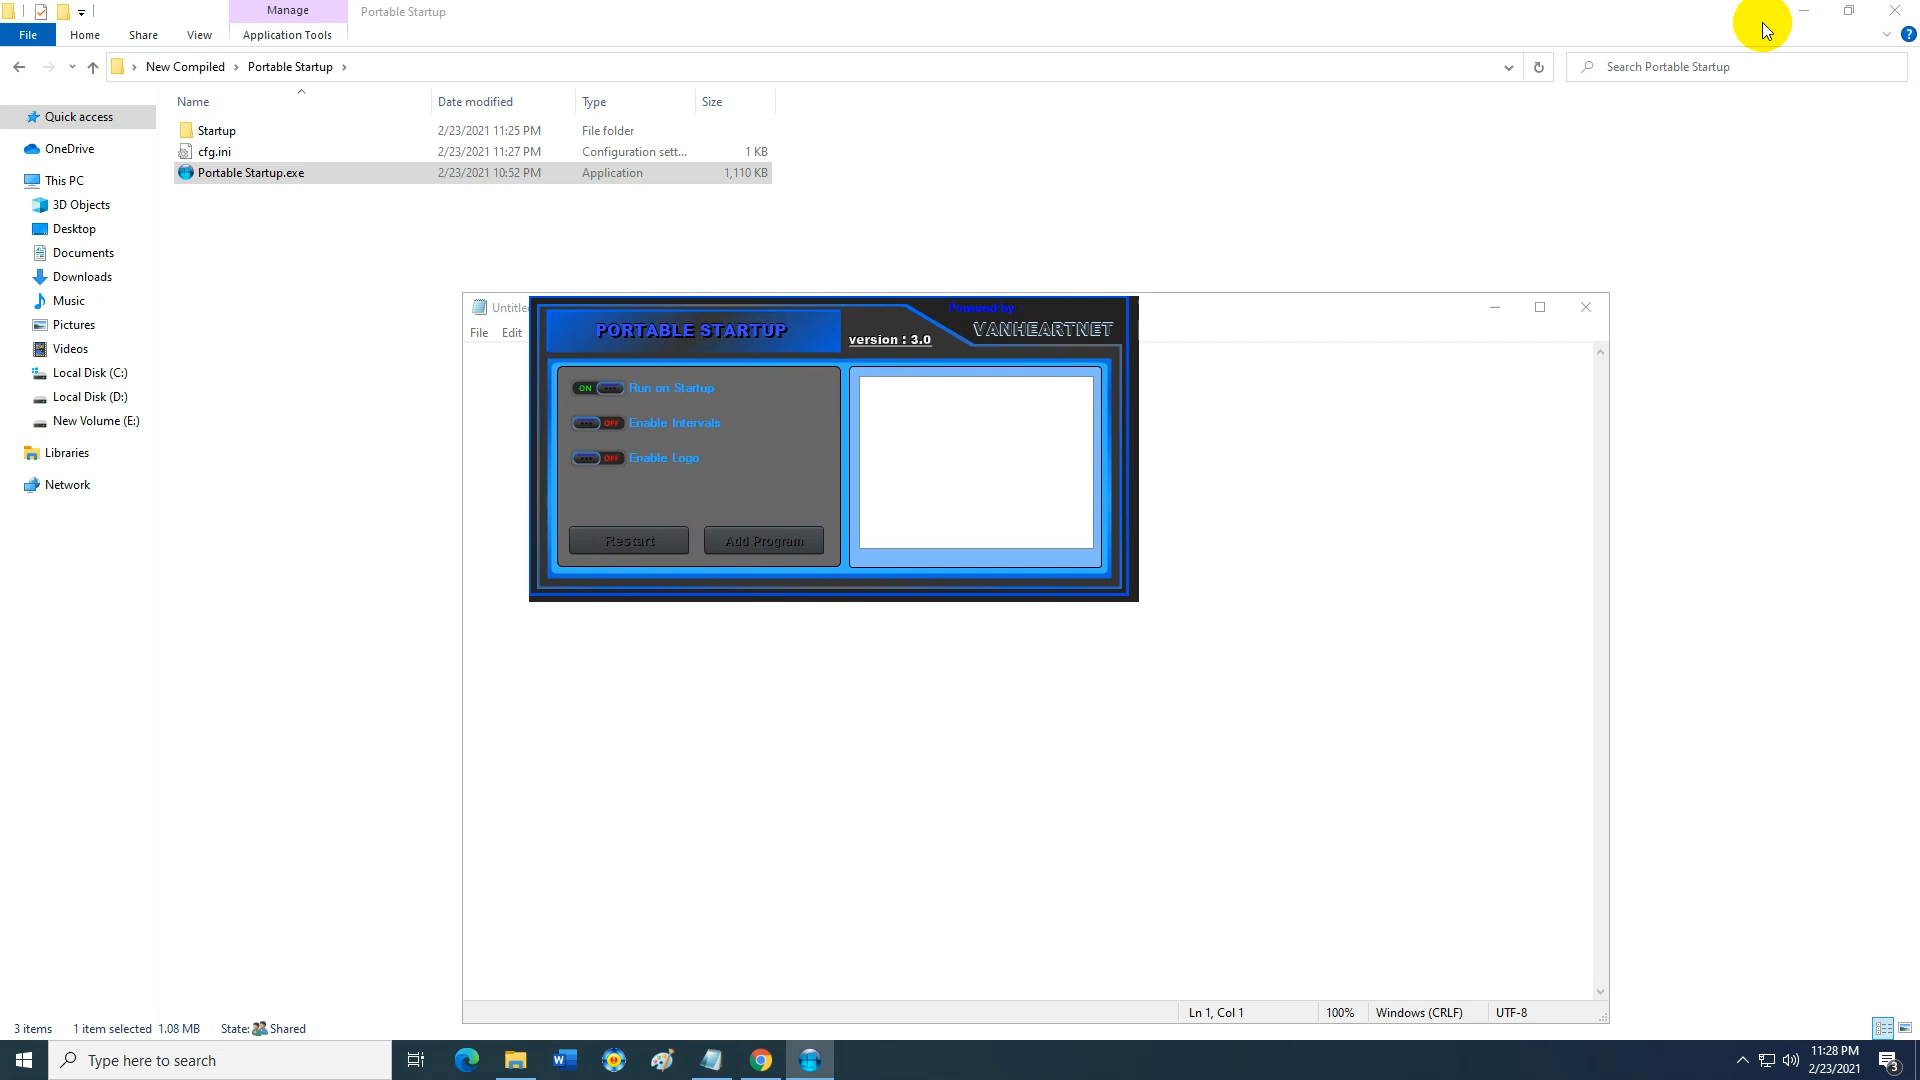 Manage
Portable Startup
File
Home
Share
View
Application Tools
New Compiled
Portable Startup
Search Portable Startup
Name
Date modified
Type
Size
Startup
2/23/2021 11:25 PM
File folder
cfg.ini
2/23/2021 11:27 PM
Configuration sett...
1 KB
Portable Startup.exe
2/23/2021 10:52 PM
Application
1,110 KB
Quick access
OneDrive
This PC
3D Objects
Desktop
Documents
Downloads
Music
Pictures
Videos
Local Disk (C:)
Local Disk (D:)
New Volume (E:)
Libraries
Network
File
Edit
PORTABLE STARTUP
version : 3.0
Powered by :
VANHEARTNET
ON
Run on Startup
OFF
Enable Intervals
OFF
Enable Logo
Restart
Add Program
Ln 1, Col 1
100%
Windows (CRLF)
UTF-8
3 items
1 item selected
1.08 MB
State:
Shared
Type here to search
11:28 PM
2/23/2021
3